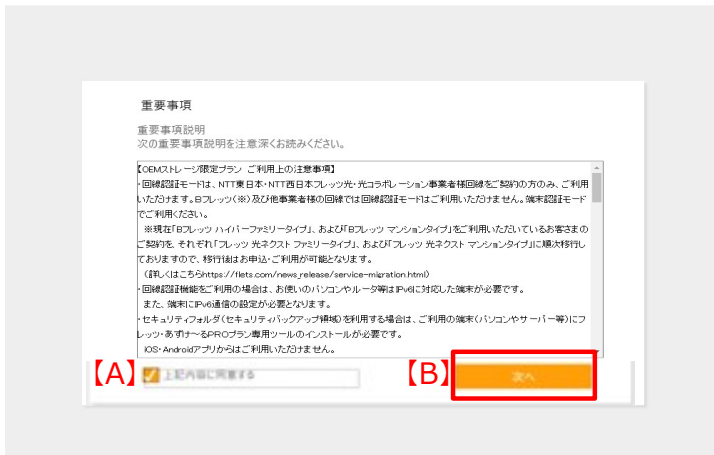 重要事項
重要事項説明
次の重要事項説明を注意深くお読みください。
【OEMストレージ限定プラン ご利用上の注意事項】
・回線認証モードは、NTT東日本・NTT西日本フレッツ光・光コラボレーション事業者様回線をご契約の方のみ、ご利用
いただけます。Bフレッツ(※)及び他事業者様の回線では回線認証モードはご利用いただけません。端末認証モード
でご利用ください。
※現在「Bフレッツ ハイパーファミリータイプ」、および「Bフレッツ マンションタイプ」をご利用いただいているお客さまの
ご契約を、それぞれ「フレッツ 光ネクスト ファミリータイプ」、および「フレッツ 光ネクスト マンションタイプ」に順次移行し
ておりますので、移行後はお申込・ご利用が可能となります。
(詳しくはこちらhttps://flets.com/news_release/service-migration.html)
・回線認証機能をご利用の場合は、お使いのパソコンやルータ等はIPv6に対応した端末が必要です。
また、端末にIPv6通信の設定が必要となります。
・セキュリティフォルダ(セキュリティバックアップ領域)を利用する場合は、ご利用の端末(パソコンやサーバー等)にフ
レッツ・あずけ～るPROプラン専用ツールのインストールが必要です。
iOS・Androidアプリからはご利用いただけません。
【A】 上記内容に同意する 【B】 次へ